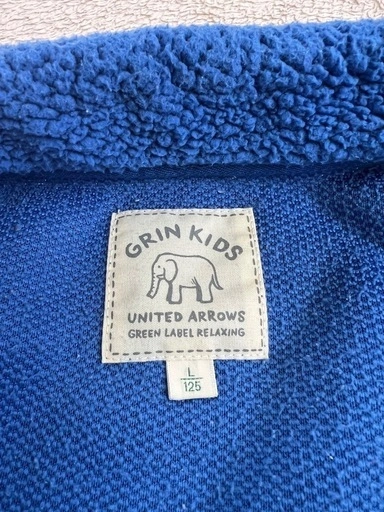 GRIN KIDS
UNITED ARROWS
GREEN LABEL RELAXING
L
125